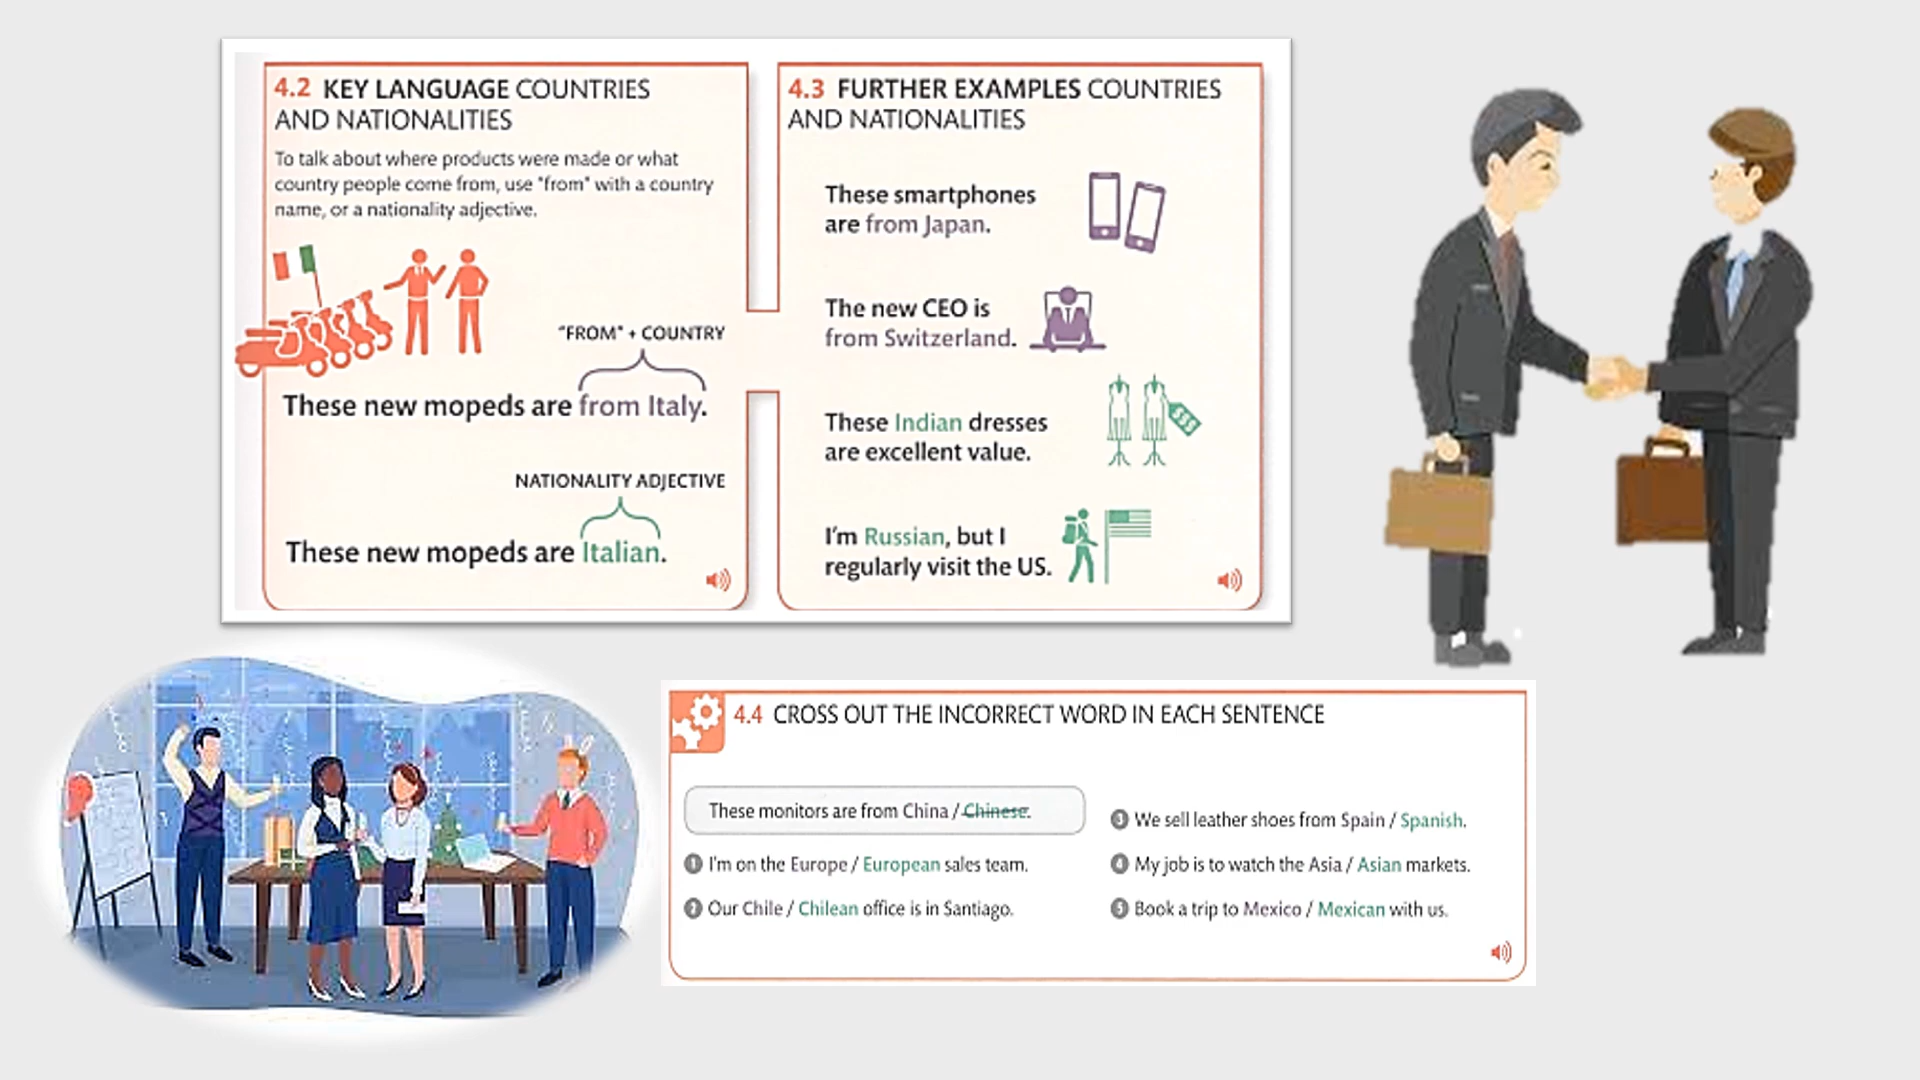 4.2 KEY LANGUAGE COUNTRIES
AND NATIONALITIES
To talk about where products were made or what
country people come from, use "from" with a country
name, or a nationality adjective.
"FROM" + COUNTRY
These new mopeds are from Italy.
NATIONALITY ADJECTIVE
These new mopeds are Italian.
4.3 FURTHER EXAMPLES COUNTRIES
AND NATIONALITIES
These smartphones
are from Japan.
The new CEO is
from Switzerland.
These Indian dresses
are excellent value.
$$$
I'm Russian, but I
regularly visit the US.
4.4 CROSS OUT THE INCORRECT WORD IN EACH SENTENCE
These monitors are from China / Chinese.
1 I'm on the Europe / European sales team.
2 Our Chile / Chilean office is in Santiago.
3 We sell leather shoes from Spain / Spanish.
4 My job is to watch the Asia / Asian markets.
5 Book a trip to Mexico / Mexican with us.